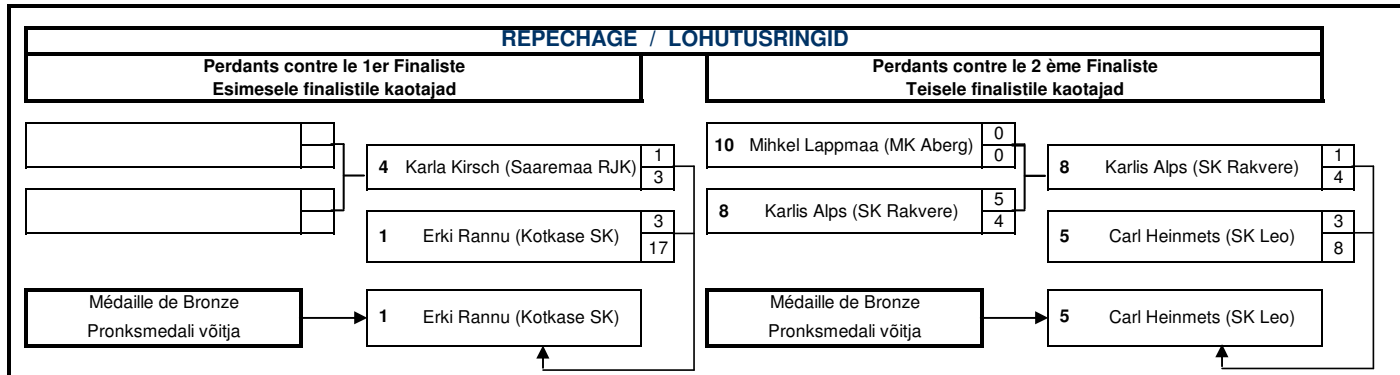 REPECHAGE / LOHUTUSRINGID
Perdants contre le 1er Finaliste
Esimesele finalistile kaotajad
Perdants contre le 2 ème Finaliste
Teisele finalistile kaotajad
4 Karla Kirsch (Saaremaa RJK) 1
3
1 Erki Rannu (Kotkase SK) 3
17
Médaille de Bronze
Pronksmedali võitja
1 Erki Rannu (Kotkase SK)
10 Mihkel Lappmaa (MK Aberg) 0
0
8 Karlis Alps (SK Rakvere) 5
4
8 Karlis Alps (SK Rakvere) 1
4
5 Carl Heinmets (SK Leo) 3
8
Médaille de Bronze
Pronksmedali võitja
5 Carl Heinmets (SK Leo)